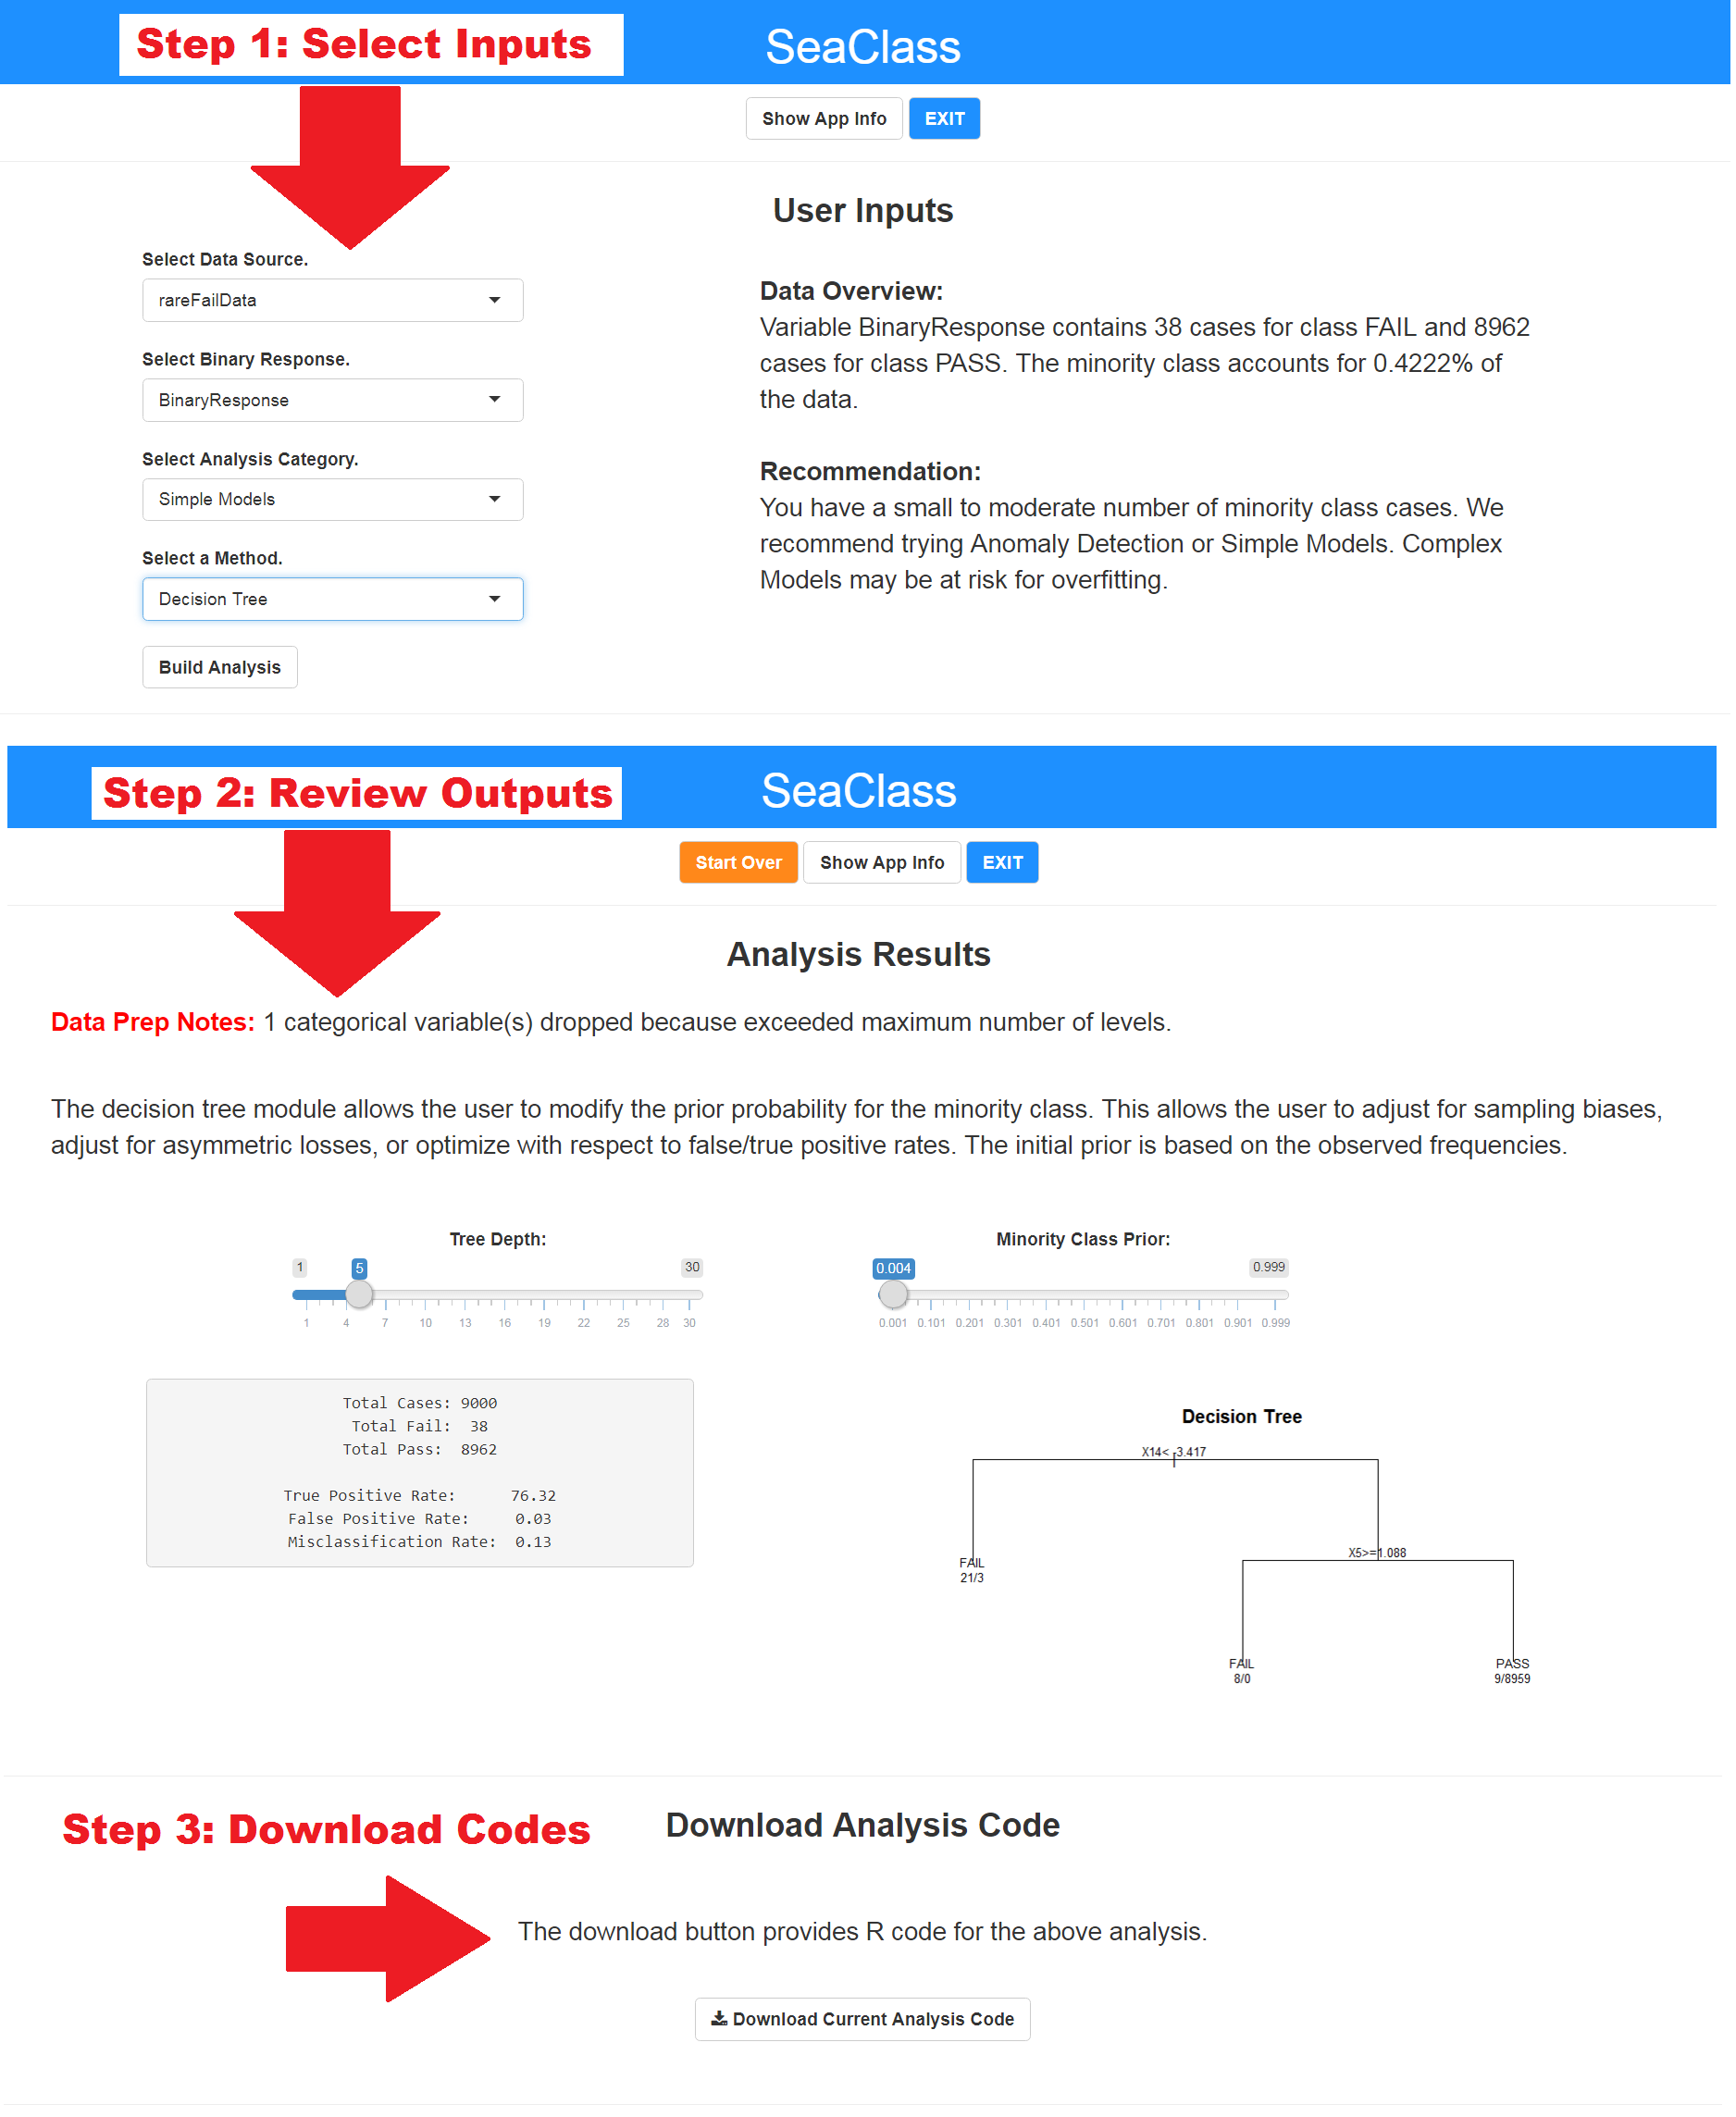 Step 1: Select Inputs
SeaClass
Show App Info
EXIT
User Inputs
Select Data Source.
rareFailData
Select Binary Response.
BinaryResponse
Select Analysis Category.
Simple Models
Select a Method.
Decision Tree
Build Analysis
Data Overview:
Variable BinaryResponse contains 38 cases for class FAIL and 8962
cases for class PASS. The minority class accounts for 0.4222% of
the data.
Recommendation:
You have a small to moderate number of minority class cases. We
recommend trying Anomaly Detection or Simple Models. Complex
Models may be at risk for overfitting.
Step 2: Review Outputs
SeaClass
Start Over
Show App Info
EXIT
Analysis Results
Data Prep Notes: 1 categorical variable(s) dropped because exceeded maximum number of levels.
The decision tree module allows the user to modify the prior probability for the minority class. This allows the user to adjust for sampling biases,
adjust for asymmetric losses, or optimize with respect to false/true positive rates. The initial prior is based on the observed frequencies.
Tree Depth:
1 5 30
1 4 7 10 13 16 19 22 25 28 30
Minority Class Prior:
0.004 0.999
0.001 0.101 0.201 0.301 0.401 0.501 0.601 0.701 0.801 0.901 0.999
Total Cases: 9000
Total Fail: 38
Total Pass: 8962
True Positive Rate: 76.32
False Positive Rate: 0.03
Misclassification Rate: 0.13
Decision Tree
X14< -3.417
X5>=1.088
FAIL
21/3
FAIL
8/0
PASS
9/8959
Step 3: Download Codes
Download Analysis Code
The download button provides R code for the above analysis.
Download Current Analysis Code